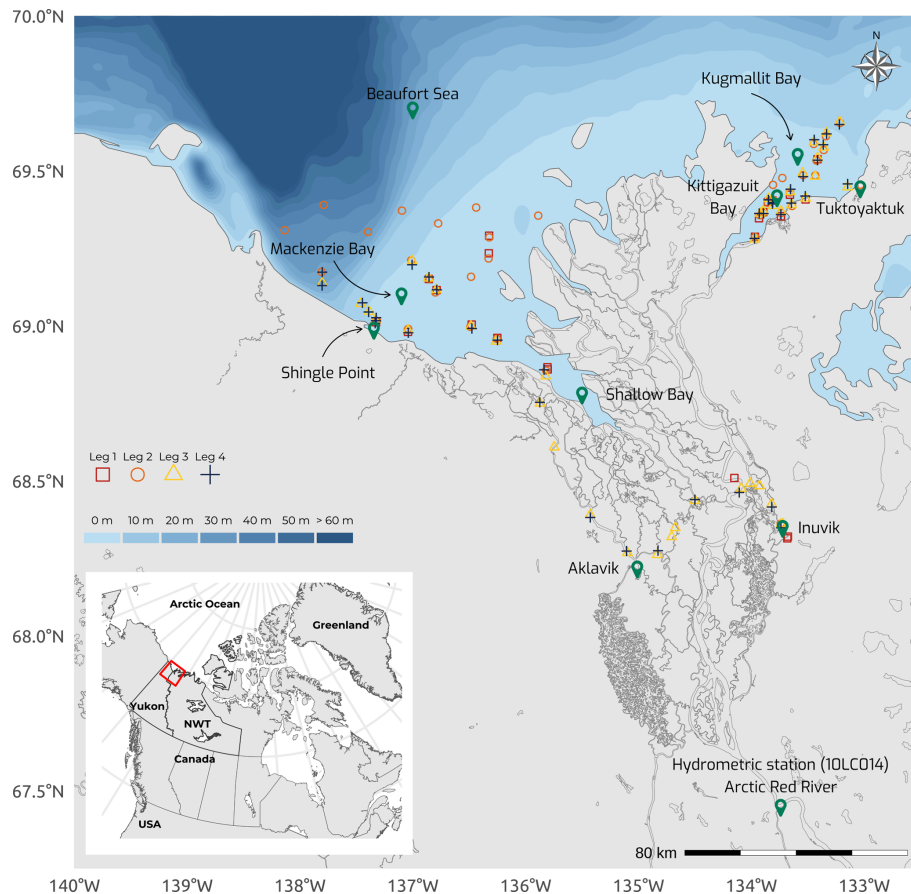 70.0°N
N
Kugmallit Bay
Beaufort Sea
69.5°N
Kittigazuit
Bay
Tuktoyaktuk
Mackenzie Bay
69.0°N
Shingle Point
Shallow Bay
68.5°N
Leg 1 Leg 2 Leg 3 Leg 4
0 m 10 m 20 m 30 m 40 m 50 m > 60 m
Inuvik
Aklavik
68.0°N
Arctic Ocean
Greenland
Yukon
NWT
Canada
USA
67.5°N
Hydrometric station (10LC014)
Arctic Red River
80 km
140°W 139°W 138°W 137°W 136°W 135°W 134°W 133°W